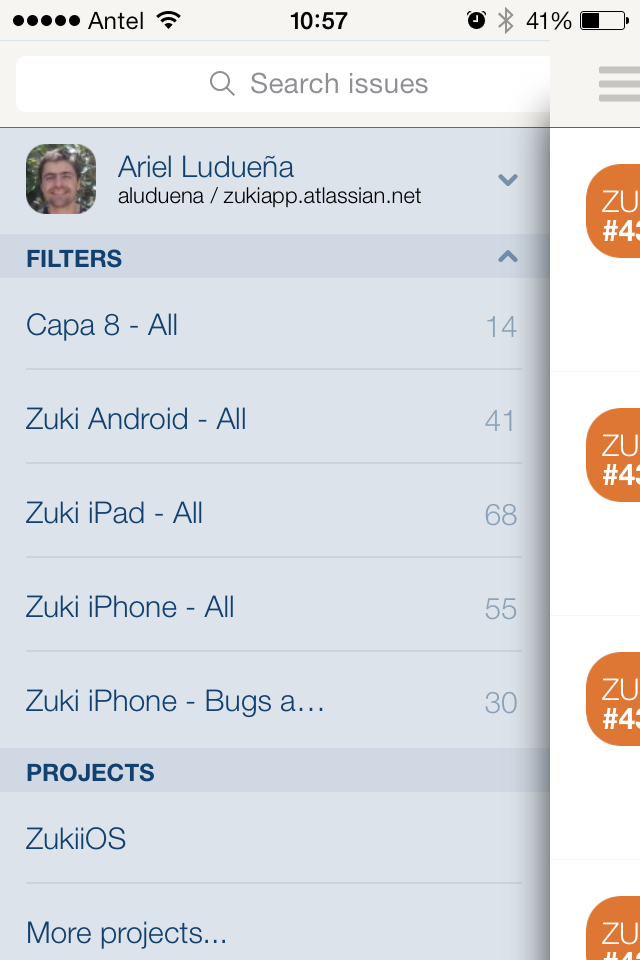 Antel 10:57 41%
Search issues
Ariel Ludueña
aluduena / zukiapp.atlassian.net
FILTERS
Capa 8 - All 14
Zuki Android - All 41
Zuki iPad - All 68
Zuki iPhone - All 55
Zuki iPhone - Bugs a... 30
PROJECTS
ZukiiOS
More projects...
ZU
#43
ZU
#43
ZU
#43
ZU